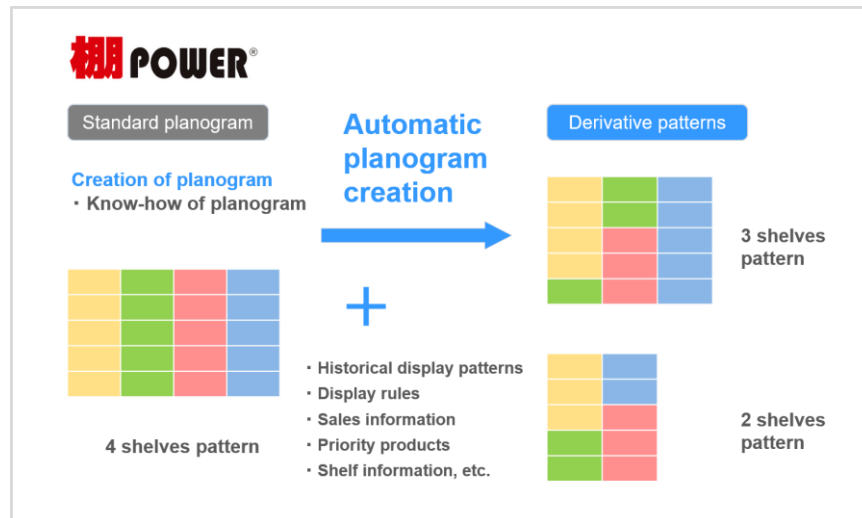 棚POWER®
Standard planogram
Creation of planogram
・Know-how of planogram
4 shelves pattern
Automatic
planogram
creation
+
・Historical display patterns
・Display rules
・Sales information
・Priority products
・Shelf information, etc.
Derivative patterns
3 shelves
pattern
2 shelves
pattern